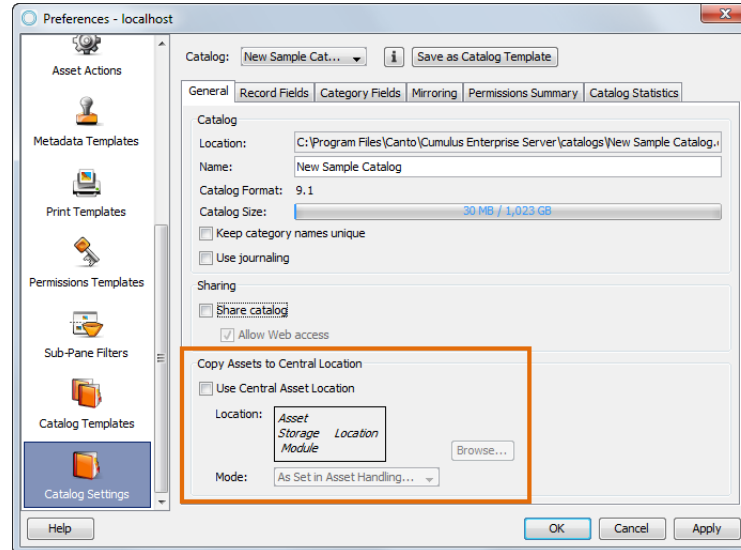 Preferences - localhost
Asset Actions
Metadata Templates
Print Templates
Permissions Templates
Sub-Pane Filters
Catalog Templates
Catalog Settings
Catalog: New Sample Cat... i Save as Catalog Template
General Record Fields Category Fields Mirroring Permissions Summary Catalog Statistics
Catalog
Location: C:\Program Files\Canto\Cumulus Enterprise Server\catalogs\New Sample Catalog.
Name: New Sample Catalog
Catalog Format: 9.1
Catalog Size: 30 MB / 1,023 GB
Keep category names unique
Use journaling
Sharing
Share catalog
Allow Web access
Copy Assets to Central Location
Use Central Asset Location
Location: Asset
Storage Location
Module
Browse...
Mode: As Set in Asset Handling...
Help OK Cancel Apply